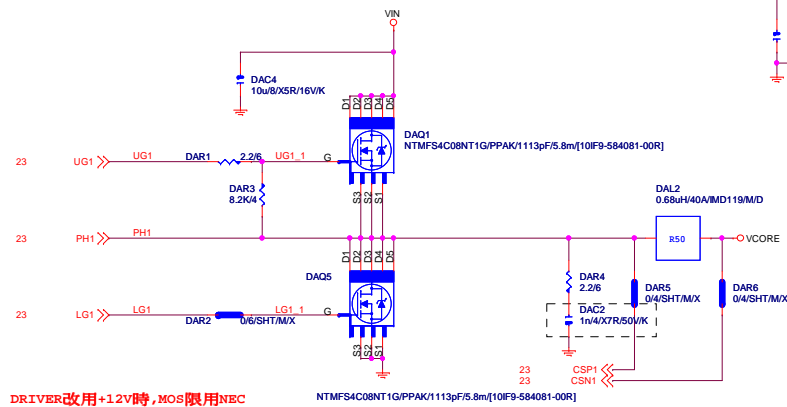 VIN
DAC4
10u/8/X5R/16V/K
D1
D2
D3
D4
D5
DAQ1
NTMFS4C08NT1G/PPAK/1113pF/5.8m/[10IF9-584081-00R]
23
UG1
UG1
DAR1
2.2/6
UG1_1
G
DAR3
8.2K/4
S3
S2
S1
DAL2
0.68uH/40A/IMD119/M/D
R50
VCORE
23
PH1
PH1
D1
D2
D3
D4
D5
DAQ5
DAR4
2.2/6
DAR5
0/4/SHT/M/X
DAR6
0/4/SHT/M/X
23
LG1
LG1
DAR2
0/6/SHT/M/X
LG1_1
G
DAC2
1n/4/X7R/50V/K
S3
S2
S1
23
CSP1
23
CSN1
DRIVER改用+12V時,MOS限用NEC
NTMFS4C08NT1G/PPAK/1113pF/5.8m/[10IF9-584081-00R]